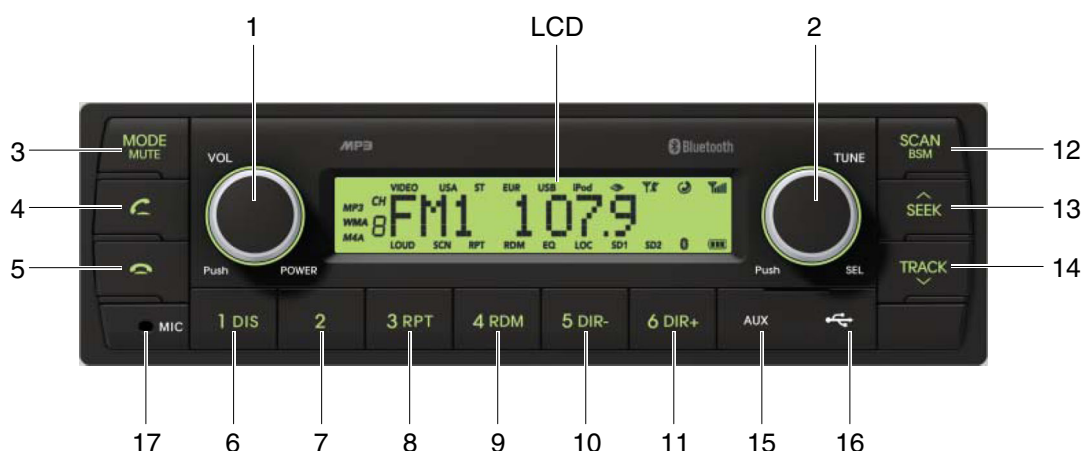 1 LCD 2
3 MODE MUTE
4
5
VOL
Push POWER
MP3
Bluetooth
VIDEO USA ST EUR USB iPod
MP3 CH
WMA 8 FM1 107.9
M4A
LOUD SCN RPT RDM EQ LOC SD1 SD2
TUNE
Push SEL
SCAN BSM 12
SEEK 13
TRACK 14
MIC
1 DIS 2 3 RPT 4 RDM 5 DIR- 6 DIR+ AUX
17 6 7 8 9 10 11 15 16